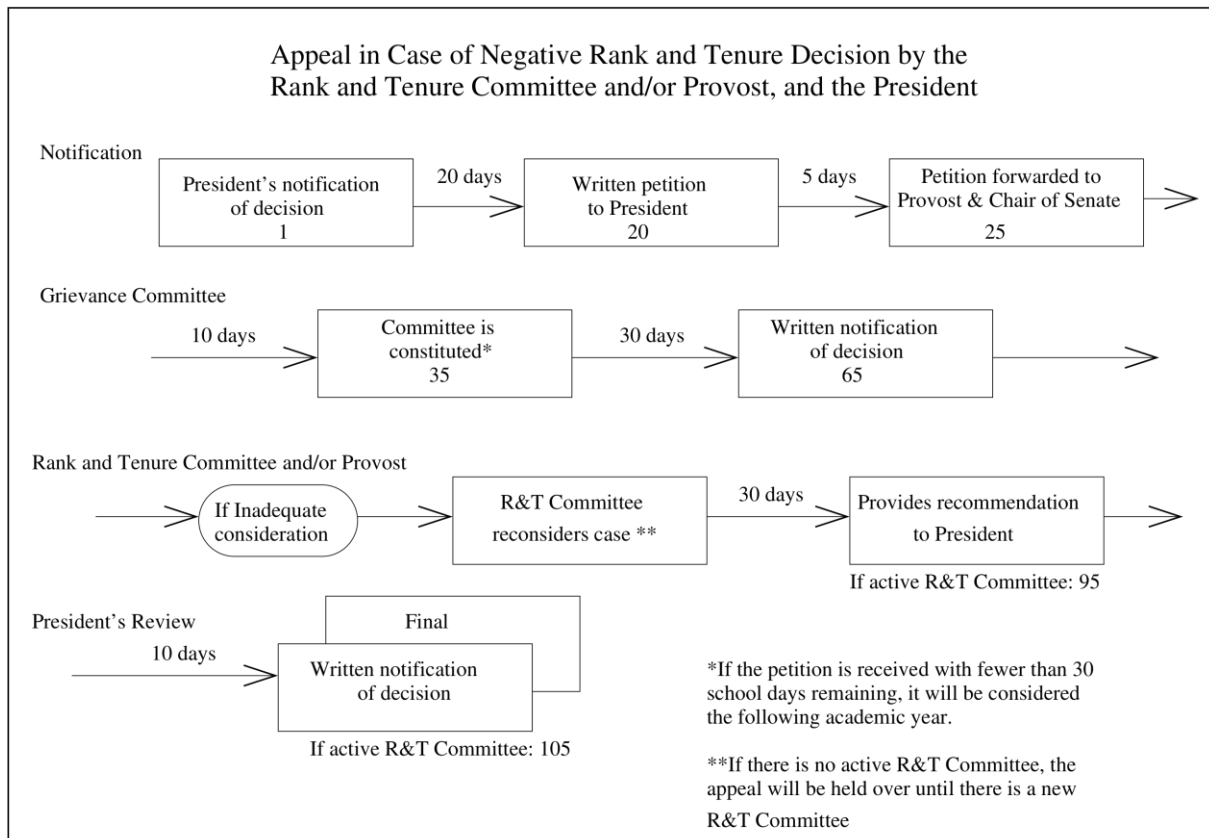 Appeal in Case of Negative Rank and Tenure Decision by the
Rank and Tenure Committee and/or Provost, and the President
Notification
President's notification
of decision
1
20 days
Written petition
to President
20
5 days
Petition forwarded to
Provost & Chair of Senate
25
Grievance Committee
10 days
Committee is
constituted*
35
30 days
Written notification
of decision
65
Rank and Tenure Committee and/or Provost
If Inadequate
consideration
R&T Committee
reconsiders case **
30 days
Provides recommendation
to President
If active R&T Committee: 95
President's Review
10 days
Final
Written notification
of decision
If active R&T Committee: 105
*If the petition is received with fewer than 30
school days remaining, it will be considered
the following academic year.
**If there is no active R&T Committee, the
appeal will be held over until there is a new
R&T Committee